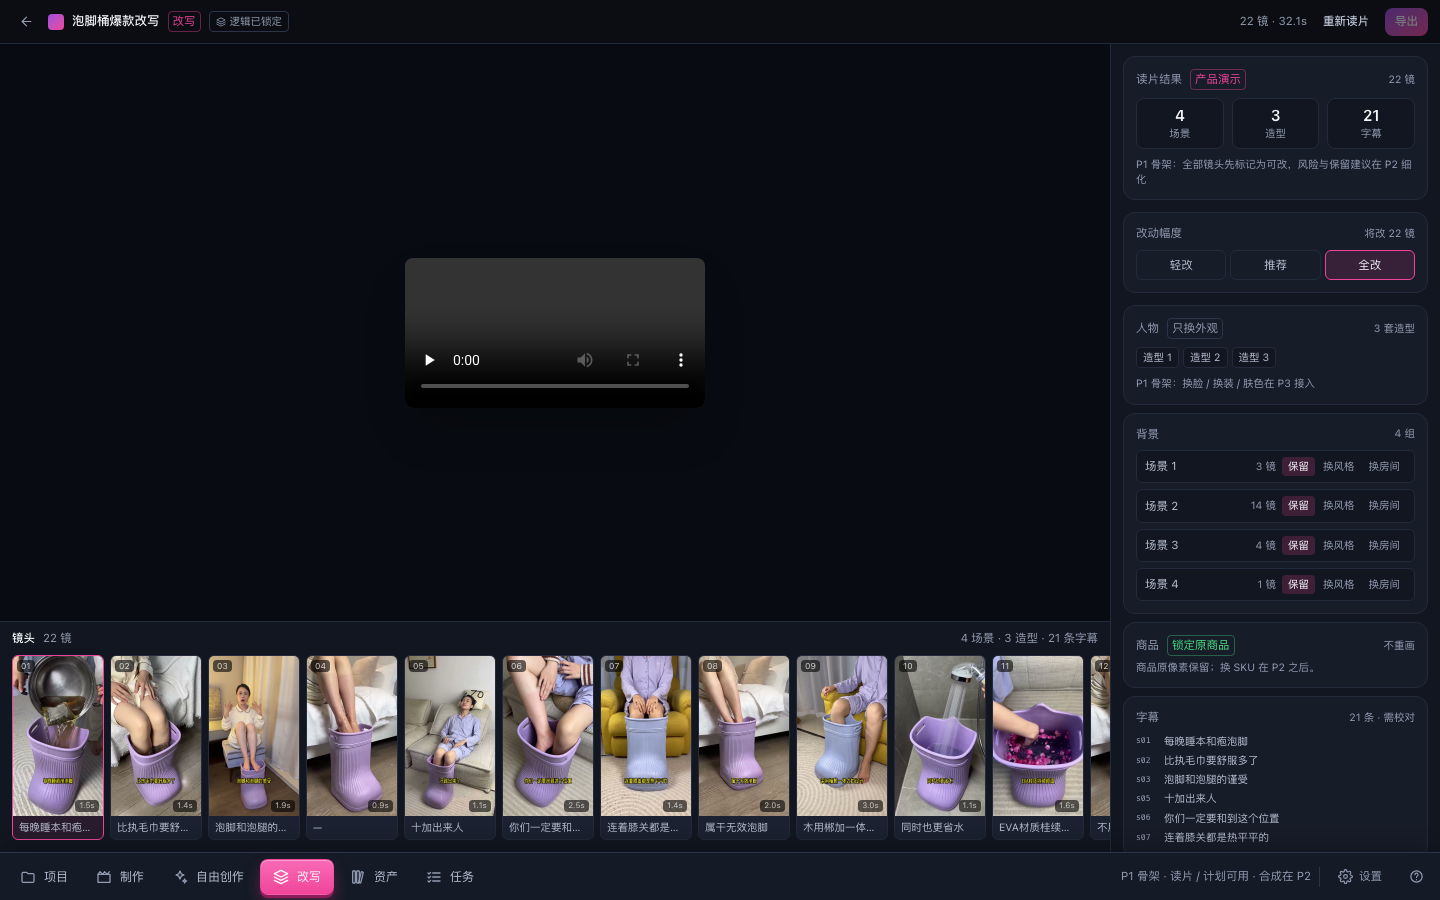 泡脚桶爆款改写 改写 逻辑已锁定
22 镜 · 32.1s 重新读片 导出
0:00
读片结果 产品演示 22 镜
4 3 21
场景 造型 字幕
P1 骨架：全部镜头先标记为可改，风险与保留建议在 P2 细
化
改动幅度 将改 22 镜
轻改 推荐 全改
人物 只换外观 3 套造型
造型 1 造型 2 造型 3
P1 骨架：换脸 / 换装 / 肤色在 P3 接入
背景 4 组
场景 1 3 镜 保留 换风格 换房间
场景 2 14 镜 保留 换风格 换房间
场景 3 4 镜 保留 换风格 换房间
场景 4 1 镜 保留 换风格 换房间
商品 锁定原商品 不重画
商品原像素保留；换 SKU 在 P2 之后。
字幕 21 条 · 需校对
s01 每晚睡本和疱泡脚
s02 比执毛巾要舒服多了
s03 泡脚和泡腿的谨受
s05 十加出来人
s06 你们一定要和到这个位置
s07 连着膝关都是热平平的
镜头 22 镜 4 场景 · 3 造型 · 21 条字幕
01 02 03 04 05 06 07 08 09 10 11 12
1.5s 1.4s 1.9s 0.9s 1.1s 2.5s 1.4s 2.0s 3.0s 1.1s 1.6s
每晚睡本和疱... 比执毛巾要舒... 泡脚和泡腿的... — 十加出来人 你们一定要和... 连着膝关都是... 属干无效泡脚 木用梆加一体... 同时也更省水 EVA材质桂续...
项目 制作 自由创作 改写 资产 任务
P1 骨架 · 读片 / 计划可用 · 合成在 P2 设置